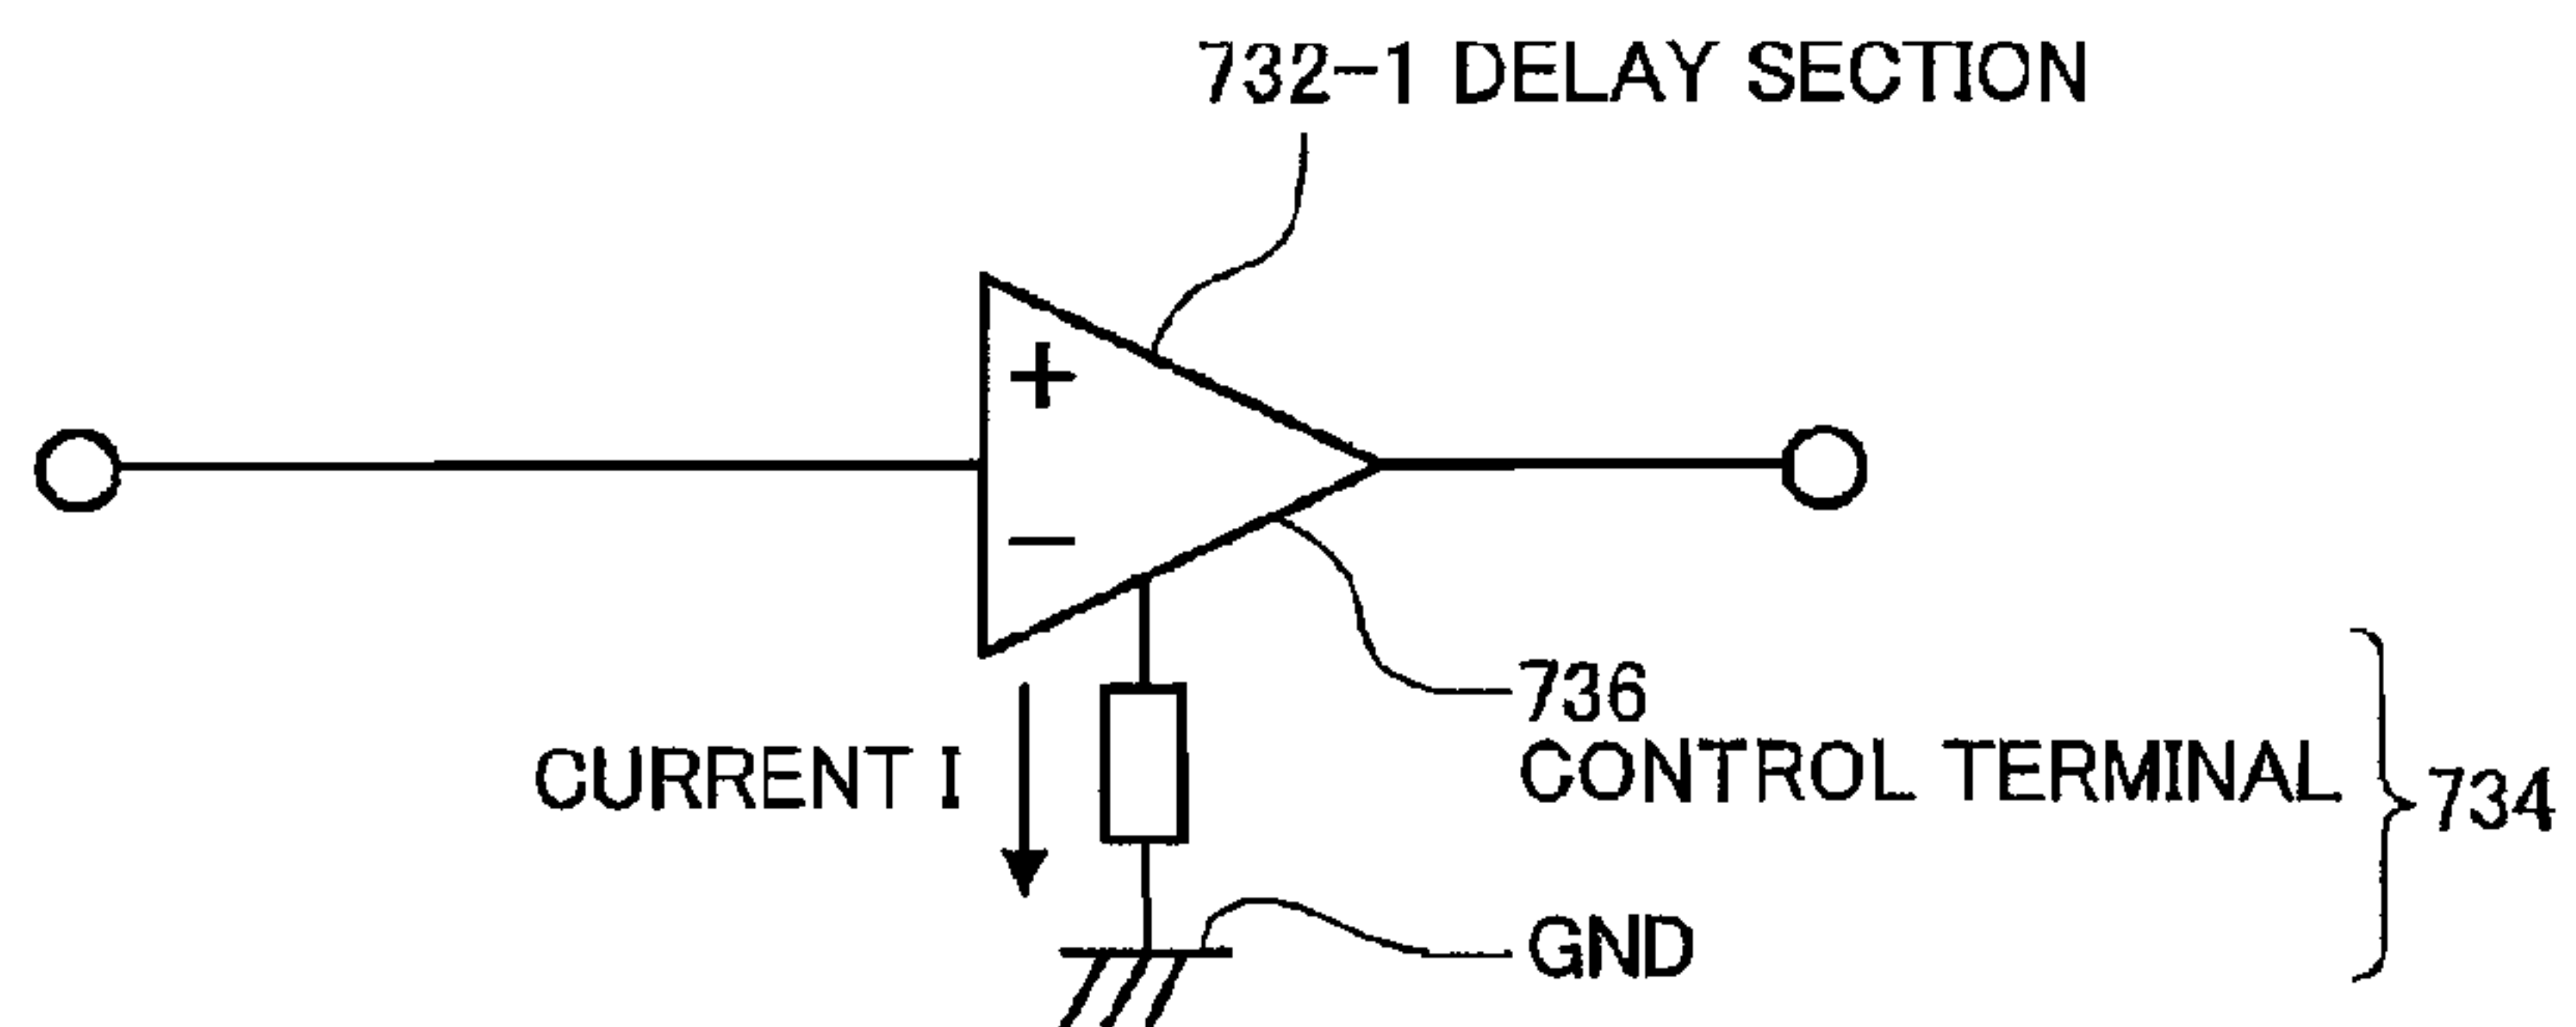 732-1 DELAY SECTION
+
−
736
CONTROL TERMINAL
734
CURRENT I
GND